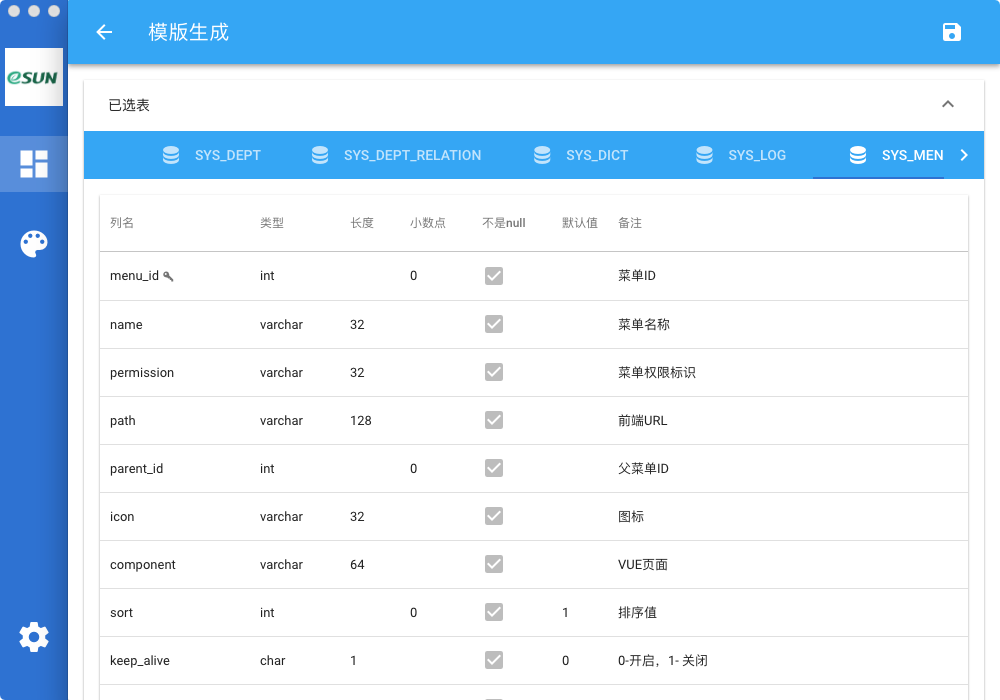 模版生成
eSUN
已选表
SYS_DEPT SYS_DEPT_RELATION SYS_DICT SYS_LOG SYS_MEN
列名 类型 长度 小数点 不是null 默认值 备注
menu_id int 0 菜单ID
name varchar 32 菜单名称
permission varchar 32 菜单权限标识
path varchar 128 前端URL
parent_id int 0 父菜单ID
icon varchar 32 图标
component varchar 64 VUE页面
sort int 0 1 排序值
keep_alive char 1 0 0-开启，1- 关闭